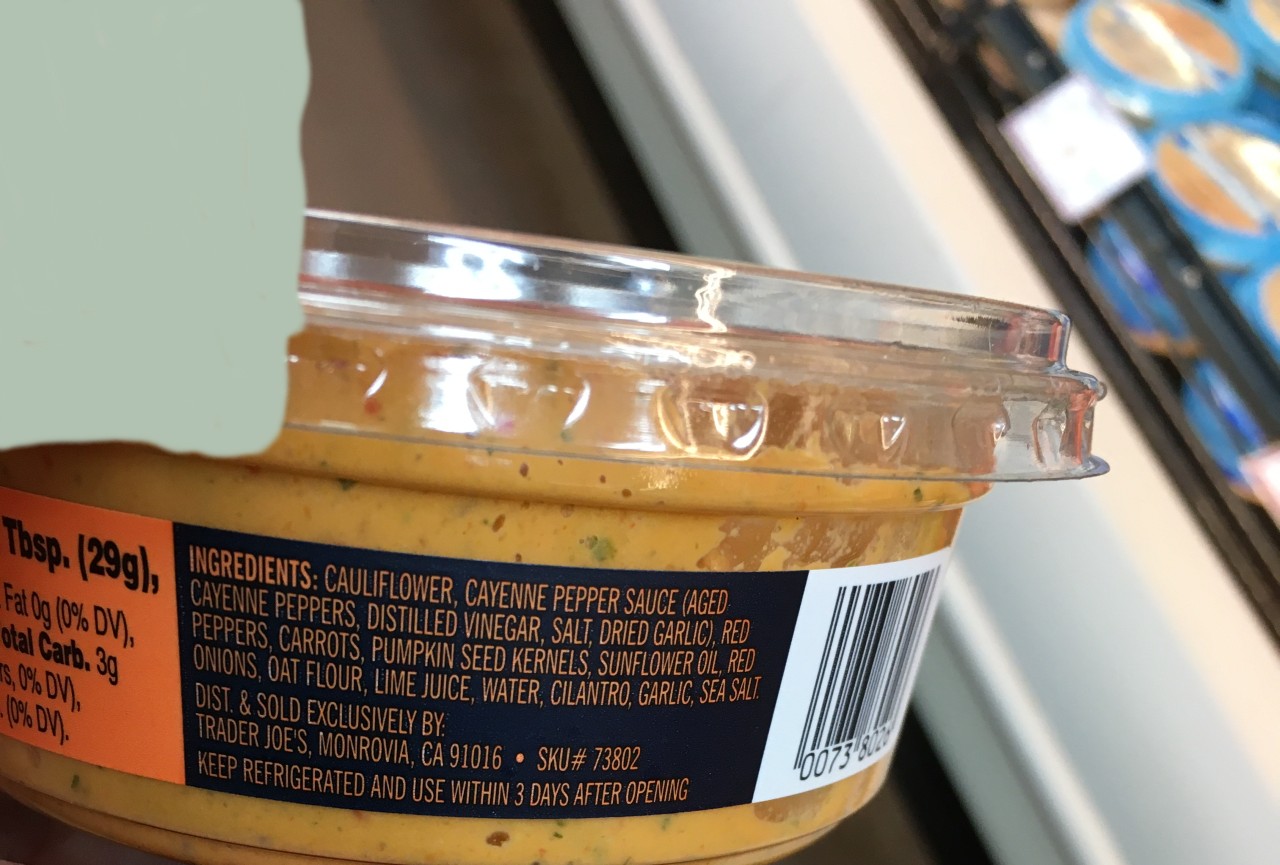 Tbsp. (29g),
Fat 0g (0% DV),
Carb. 3g
0% DV),
(0% DV).
INGREDIENTS: CAULIFLOWER, CAYENNE PEPPER SAUCE (AGED
CAYENNE PEPPERS, DISTILLED VINEGAR, SALT, DRIED GARLIC), RED
PEPPERS, CARROTS, PUMPKIN SEED KERNELS, SUNFLOWER OIL, RED
ONIONS, OAT FLOUR, LIME JUICE, WATER, CILANTRO, GARLIC, SEA SALT.
DIST. & SOLD EXCLUSIVELY BY:
TRADER JOE'S, MONROVIA, CA 91016 • SKU# 73802
KEEP REFRIGERATED AND USE WITHIN 3 DAYS AFTER OPENING
0073